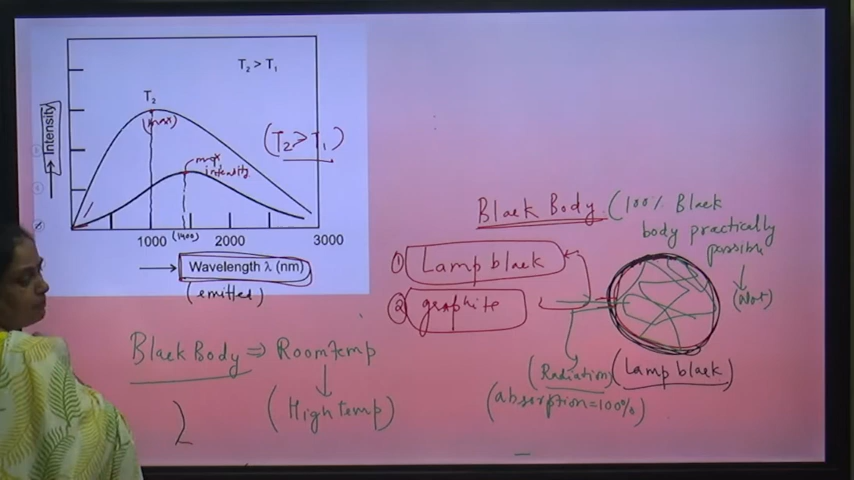 T₂ > T₁
T₂
(max)
(T₂ > T₁)
max
intensity
Intensity
1000
(1400)
2000
3000
Wavelength λ (nm)
(emitted)
Black Body (100% Black
body practically
possible
(Not)
① Lamp black
② graphite
(Radiation) (Lamp black)
(absorption=100%)
Black Body ⇒ Room temp
(High temp)